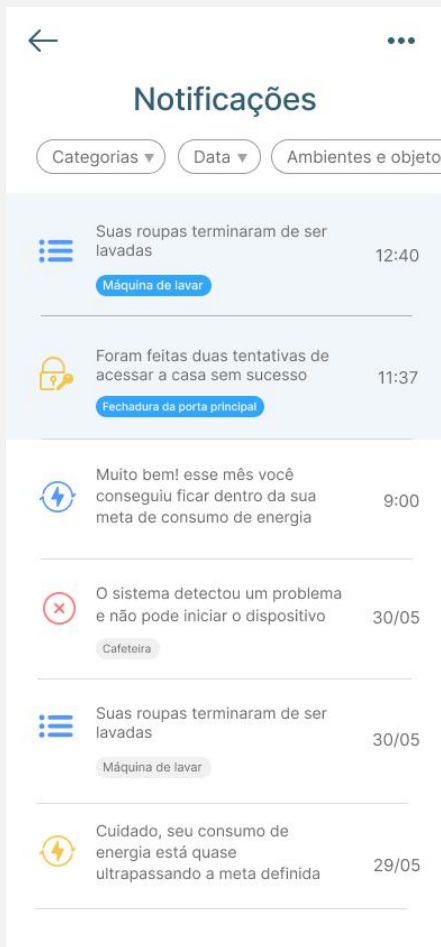 Notificações
Categorias ▾ Data ▾ Ambientes e objeto
Suas roupas terminaram de ser
lavadas
12:40
Máquina de lavar
Foram feitas duas tentativas de
acessar a casa sem sucesso
11:37
Fechadura da porta principal
Muito bem! esse mês você
conseguiu ficar dentro da sua
meta de consumo de energia
9:00
O sistema detectou um problema
e não pode iniciar o dispositivo
30/05
Cafeteira
Suas roupas terminaram de ser
lavadas
30/05
Máquina de lavar
Cuidado, seu consumo de
energia está quase
ultrapassando a meta definida
29/05